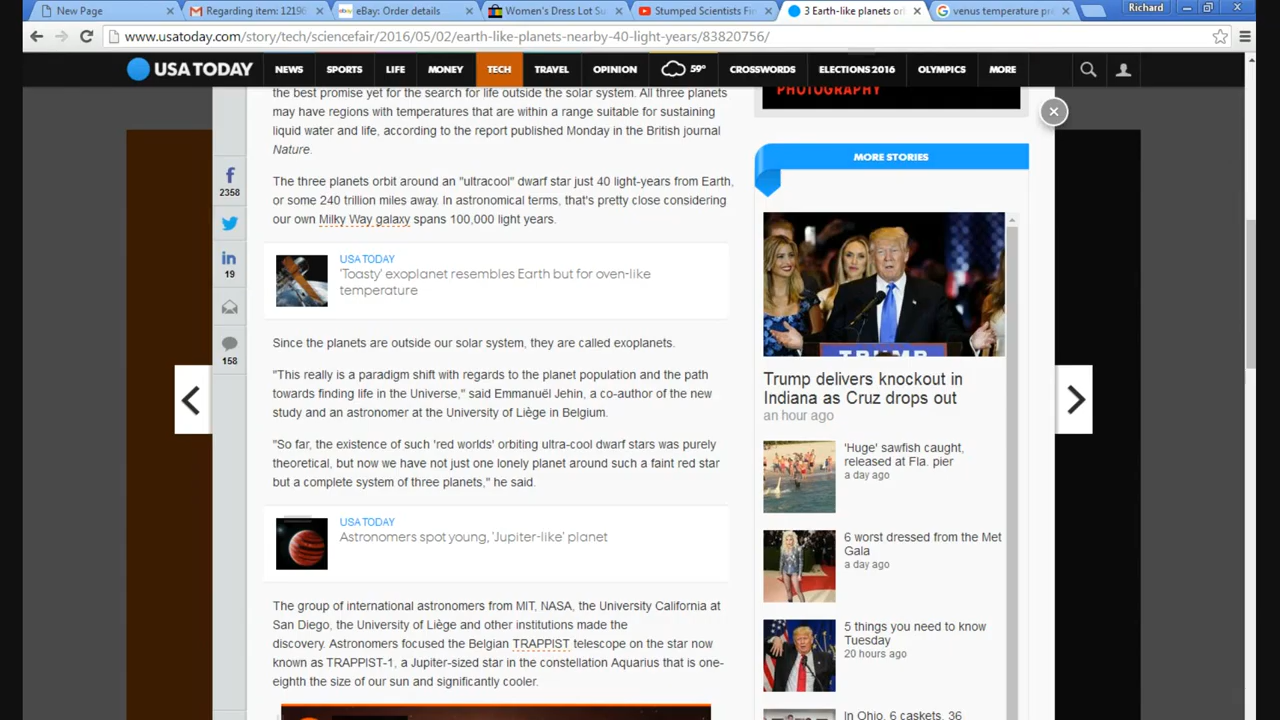 New Page
Regarding item: 12198
eBay: Order details
Women's Dress Lot Su
Stumped Scientists Fi
3 Earth-like planets or
venus temperature pr
Richard
www.usatoday.com/story/tech/sciencefair/2016/05/02/earth-like-planets-nearby-40-light-years/83820756/
USA TODAY
NEWS
SPORTS
LIFE
MONEY
TECH
TRAVEL
OPINION
59°
CROSSWORDS
ELECTIONS 2016
OLYMPICS
MORE
the best promise yet for the search for life outside the solar system. All three planets
may have regions with temperatures that are within a range suitable for sustaining
liquid water and life, according to the report published Monday in the British journal
Nature.
The three planets orbit around an "ultracool" dwarf star just 40 light-years from Earth,
or some 240 trillion miles away. In astronomical terms, that's pretty close considering
our own Milky Way galaxy spans 100,000 light years.
USA TODAY
'Toasty' exoplanet resembles Earth but for oven-like
temperature
Since the planets are outside our solar system, they are called exoplanets.
"This really is a paradigm shift with regards to the planet population and the path
towards finding life in the Universe," said Emmanuël Jehin, a co-author of the new
study and an astronomer at the University of Liège in Belgium.
"So far, the existence of such 'red worlds' orbiting ultra-cool dwarf stars was purely
theoretical, but now we have not just one lonely planet around such a faint red star
but a complete system of three planets," he said.
USA TODAY
Astronomers spot young, 'Jupiter-like' planet
The group of international astronomers from MIT, NASA, the University California at
San Diego, the University of Liège and other institutions made the
discovery. Astronomers focused the Belgian TRAPPIST telescope on the star now
known as TRAPPIST-1, a Jupiter-sized star in the constellation Aquarius that is one-
eighth the size of our sun and significantly cooler.
2358
19
158
PHOTOGRAPHY
MORE STORIES
TRUMP
Trump delivers knockout in
Indiana as Cruz drops out
an hour ago
'Huge' sawfish caught,
released at Fla. pier
a day ago
6 worst dressed from the Met
Gala
a day ago
5 things you need to know
Tuesday
20 hours ago
In Ohio, 6 caskets, 36